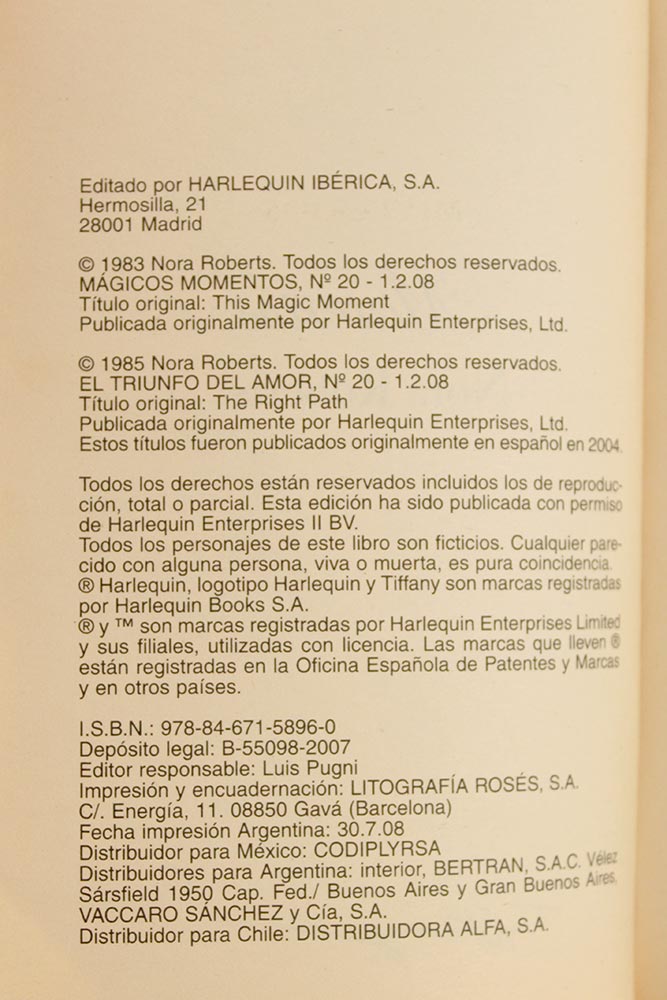 Editado por HARLEQUIN IBÉRICA, S.A.
Hermosilla, 21
28001 Madrid
© 1983 Nora Roberts. Todos los derechos reservados.
MÁGICOS MOMENTOS, Nº 20 - 1.2.08
Título original: This Magic Moment
Publicada originalmente por Harlequin Enterprises, Ltd.
© 1985 Nora Roberts. Todos los derechos reservados.
EL TRIUNFO DEL AMOR, Nº 20 - 1.2.08
Título original: The Right Path
Publicada originalmente por Harlequin Enterprises, Ltd.
Estos títulos fueron publicados originalmente en español en 2004.
Todos los derechos están reservados incluidos los de reproduc-
ción, total o parcial. Esta edición ha sido publicada con permiso
de Harlequin Enterprises II BV.
Todos los personajes de este libro son ficticios. Cualquier pare-
cido con alguna persona, viva o muerta, es pura coincidencia.
® Harlequin, logotipo Harlequin y Tiffany son marcas registradas
por Harlequin Books S.A.
® y ™ son marcas registradas por Harlequin Enterprises Limited
y sus filiales, utilizadas con licencia. Las marcas que lleven ®
están registradas en la Oficina Española de Patentes y Marcas
y en otros países.
I.S.B.N.: 978-84-671-5896-0
Depósito legal: B-55098-2007
Editor responsable: Luis Pugni
Impresión y encuadernación: LITOGRAFÍA ROSÉS, S.A.
C/. Energía, 11. 08850 Gavá (Barcelona)
Fecha impresión Argentina: 30.7.08
Distribuidor para México: CODIPLYRSA
Distribuidores para Argentina: interior, BERTRAN, S.A.C. Vélez
Sársfield 1950 Cap. Fed./ Buenos Aires y Gran Buenos Aires,
VACCARO SÁNCHEZ y Cía, S.A.
Distribuidor para Chile: DISTRIBUIDORA ALFA, S.A.